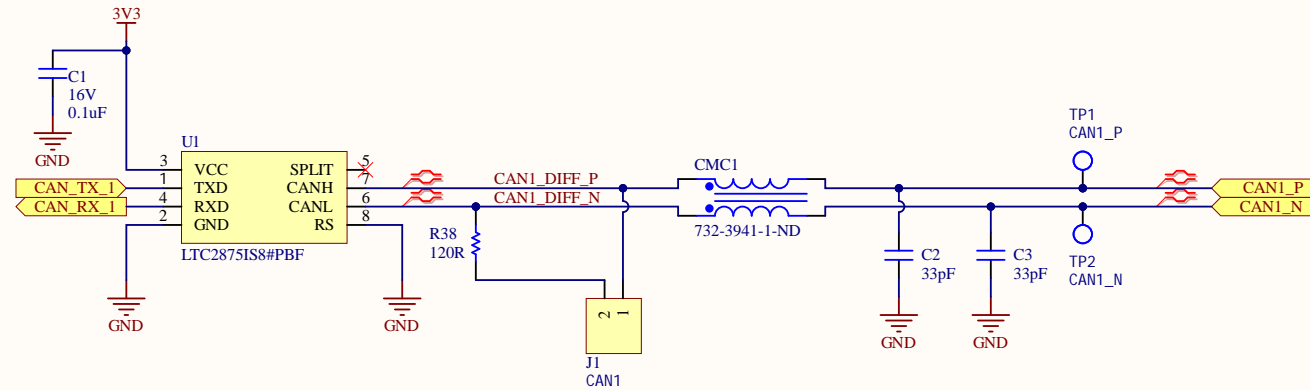 3V3
C1
16V
0.1uF
GND
U1
3 VCC SPLIT 5
1 TXD CANH 7
4 RXD CANL 6
2 GND RS 8
LTC2875IS8#PBF
CAN_TX_1
CAN_RX_1
GND
GND
CAN1_DIFF_P
CAN1_DIFF_N
R38
120R
2 1
J1
CAN1
CMC1
732-3941-1-ND
C2
33pF
GND
C3
33pF
GND
TP1
CAN1_P
TP2
CAN1_N
CAN1_P
CAN1_N